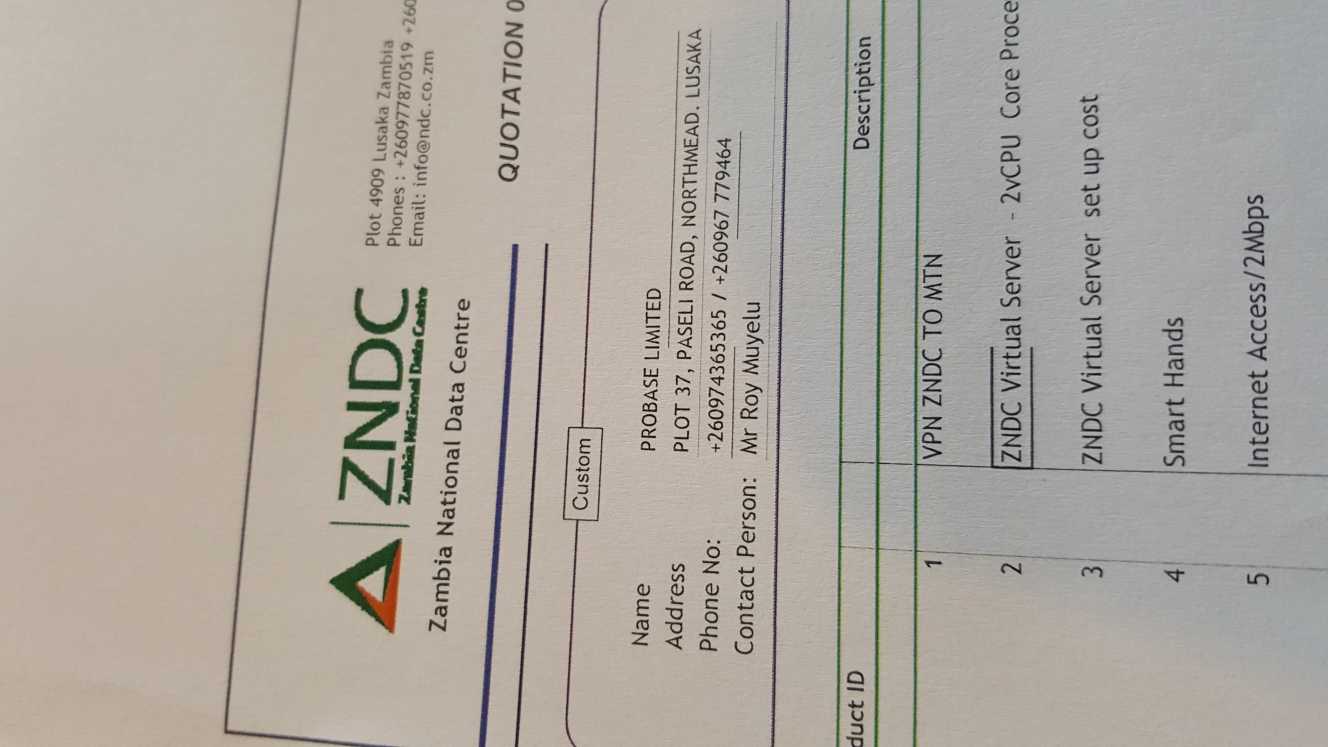 ZNDC
Zambia National Data Centre
Zambia National Data Centre
Plot 4909 Lusaka Zambia
Phones : +260977870519 +260
Email: info@ndc.co.zm
QUOTATION 0
Custom
Name PROBASE LIMITED
Address PLOT 37, PASELI ROAD, NORTHMEAD. LUSAKA
Phone No: +260974365365 / +260967 779464
Contact Person: Mr Roy Muyelu
duct ID Description
1 VPN ZNDC TO MTN
2 ZNDC Virtual Server - 2vCPU Core Proce
3 ZNDC Virtual Server set up cost
4 Smart Hands
5 Internet Access/2Mbps